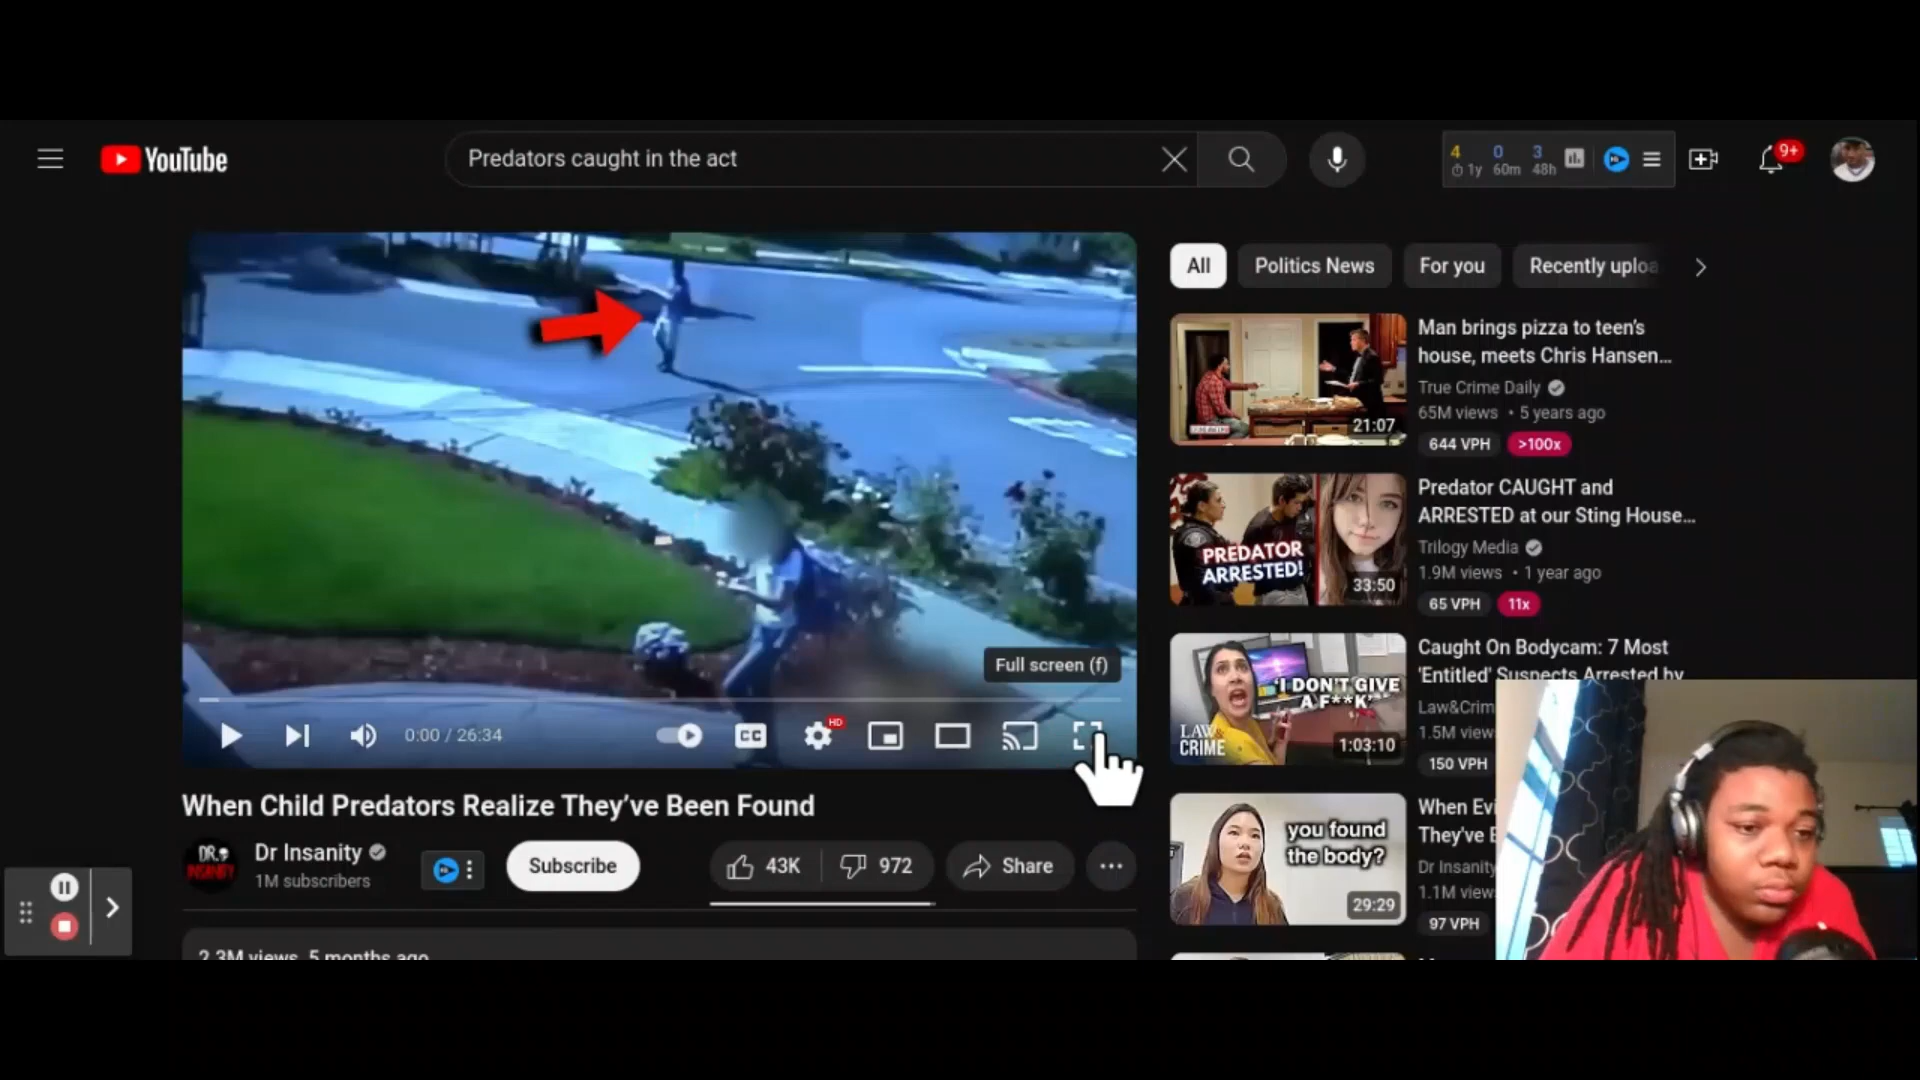 YouTube
Predators caught in the act
4 0 3
1y 60m 48h
9+
All
Politics News
For you
Recently uploa
Full screen (f)
0:00 / 26:34
CC
HD
When Child Predators Realize They've Been Found
DR.
INSANITY
Dr Insanity
1M subscribers
Subscribe
43K
972
Share
2.3M views 5 months ago
21:07
Man brings pizza to teen's
house, meets Chris Hansen...
True Crime Daily
65M views • 5 years ago
644 VPH
>100x
PREDATOR
ARRESTED!
33:50
Predator CAUGHT and
ARRESTED at our Sting House...
Trilogy Media
1.9M views • 1 year ago
65 VPH
11x
'I DON'T GIVE
A F**K'
LAW&
CRIME
1:03:10
Caught On Bodycam: 7 Most
'Entitled' Suspects Arrested by
Law&Crim
1.5M view
150 VPH
you found
the body?
29:29
When Evi
They've E
Dr Insanity
1.1M view
97 VPH